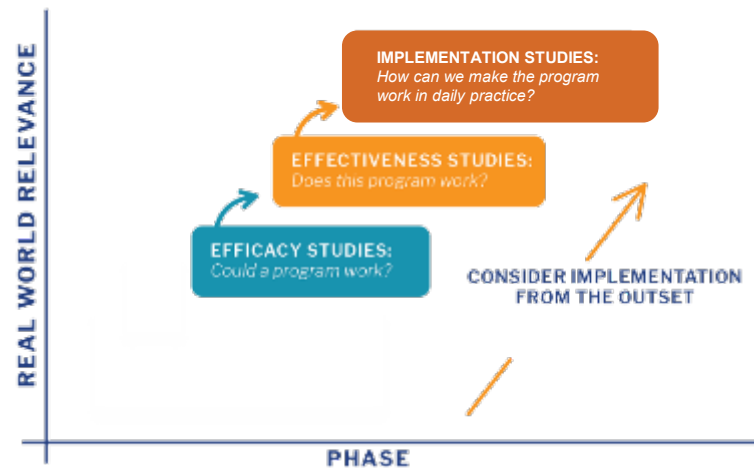 IMPLEMENTATION STUDIES:
How can we make the program
work in daily practice?
EFFECTIVENESS STUDIES:
Does this program work?
EFFICACY STUDIES:
Could a program work?
CONSIDER IMPLEMENTATION
FROM THE OUTSET
REAL WORLD RELEVANCE
PHASE